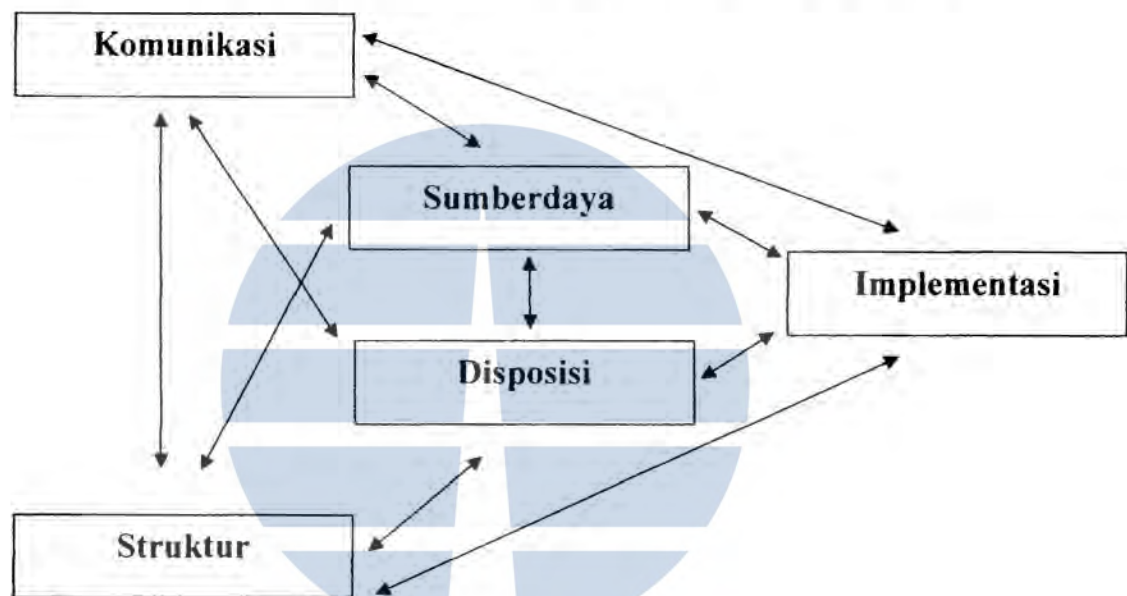 Komunikasi
Sumberdaya
Implementasi
Disposisi
Struktur